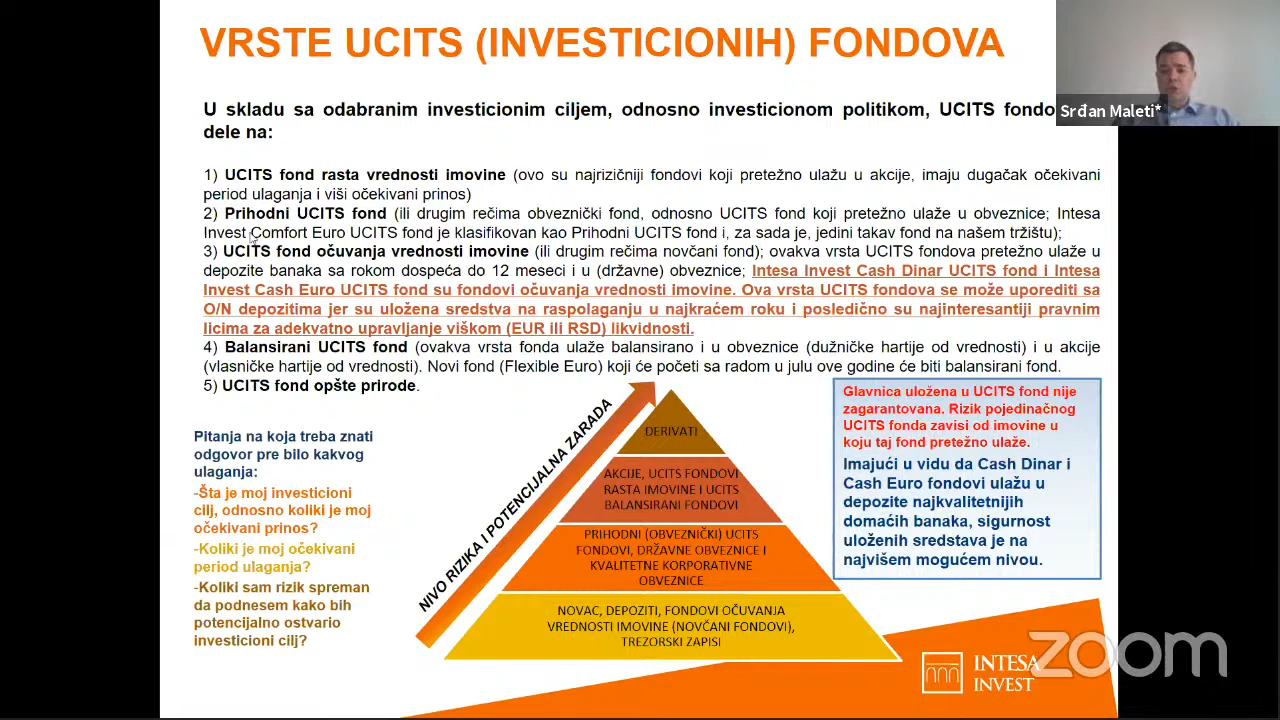 VRSTE UCITS (INVESTICIONIH) FONDOVA
Srđan Maleti*
U skladu sa odabranim investicionim ciljem, odnosno investicionom politikom, UCITS fondo
dele na:
1) UCITS fond rasta vrednosti imovine (ovo su najrizičniji fondovi koji pretežno ulažu u akcije, imaju dugačak očekivani
period ulaganja i viši očekivani prinos)
2) Prihodni UCITS fond (ili drugim rečima obveznički fond, odnosno UCITS fond koji pretežno ulaže u obveznice; Intesa
Invest Comfort Euro UCITS fond je klasifikovan kao Prihodni UCITS fond i, za sada je, jedini takav fond na našem tržištu);
3) UCITS fond očuvanja vrednosti imovine (ili drugim rečima novčani fond); ovakva vrsta UCITS fondova pretežno ulaže u
depozite banaka sa rokom dospeća do 12 meseci i u (državne) obveznice; Intesa Invest Cash Dinar UCITS fond i Intesa
Invest Cash Euro UCITS fond su fondovi očuvanja vrednosti imovine. Ova vrsta UCITS fondova se može uporediti sa
O/N depozitima jer su uložena sredstva na raspolaganju u najkraćem roku i posledično su najinteresantiji pravnim
licima za adekvatno upravljanje viškom (EUR ili RSD) likvidnosti.
4) Balansirani UCITS fond (ovakva vrsta fonda ulaže balansirano i u obveznice (dužničke hartije od vrednosti) i u akcije
(vlasničke hartije od vrednosti). Novi fond (Flexible Euro) koji će početi sa radom u julu ove godine će biti balansirani fond.
5) UCITS fond opšte prirode.
Pitanja na koja treba znati
odgovor pre bilo kakvog
ulaganja:
-Šta je moj investicioni
cilj, odnosno koliki je moj
očekivani prinos?
-Koliki je moj očekivani
period ulaganja?
-Koliki sam rizik spreman
da podnesem kako bih
potencijalno ostvario
investicioni cilj?
NIVO RIZIKA I POTENCIJALNA ZARADA
DERIVATI
AKCIJE, UCITS FONDOVI
RASTA IMOVINE I UCITS
BALANSIRANI FONDOVI
PRIHODNI (OBVEZNIČKI) UCITS
FONDOVI, DRŽAVNE OBVEZNICE I
KVALITETNE KORPORATIVNE
OBVEZNICE
NOVAC, DEPOZITI, FONDOVI OČUVANJA
VREDNOSTI IMOVINE (NOVČANI FONDOVI),
TREZORSKI ZAPISI
Glavnica uložena u UCITS fond nije
zagarantovana. Rizik pojedinačnog
UCITS fonda zavisi od imovine u
koju taj fond pretežno ulaže.
Imajući u vidu da Cash Dinar i
Cash Euro fondovi ulažu u
depozite najkvalitetnijih
domaćih banaka, sigurnost
uloženih sredstava je na
najvišem mogućem nivou.
INTESA
INVEST
zoom